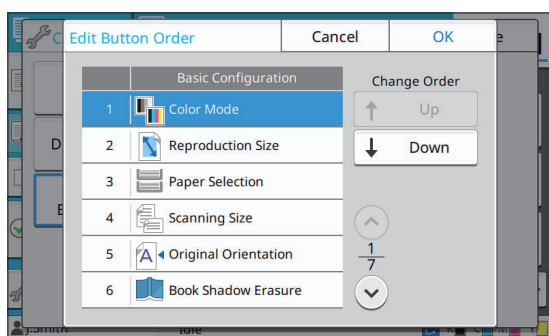 Edit Button Order
Cancel
OK
Basic Configuration
Change Order
1 Color Mode
Up
2 Reproduction Size
Down
3 Paper Selection
4 Scanning Size
5 A Original Orientation
1
7
6 Book Shadow Erasure